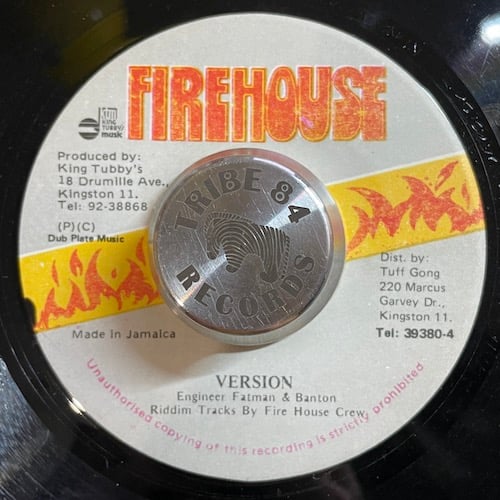 FIREHOUSE
KING
TUBBYS
music
Produced by:
King Tubby's
18 Drumille Ave.,
Kingston 11.
Tel: 92-38868
(P)(C)
Dub Plate Music
TRIBE 84
RECORDS
Dist. by:
Tuff Gong
220 Marcus
Garvey Dr.,
Kingston 11.
Tel: 39380-4
Made in Jamaica
VERSION
Engineer Fatman & Banton
Riddim Tracks By Fire House Crew
Unauthorised copying of this recording is strictly prohibited